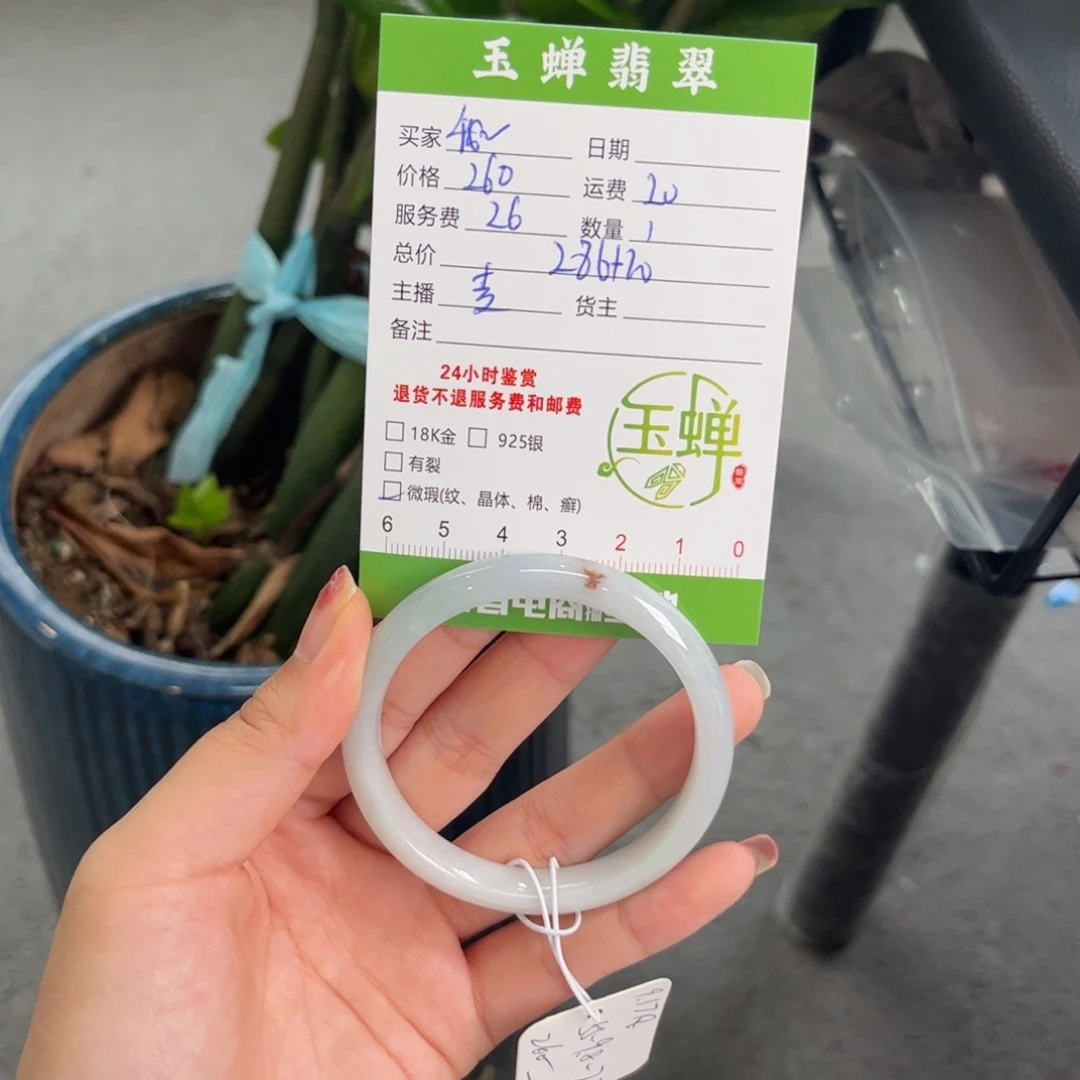 玉蝉翡翠
买家 日期
价格 260 运费 20
服务费 26 数量 1
总价 286+20
主播 货主
备注
24小时鉴赏
退货不退服务费和邮费
18K金 925银
有裂
微瑕(纹、晶体、棉、癣)
玉蝉
6 5 4 3 2 1 0
电商